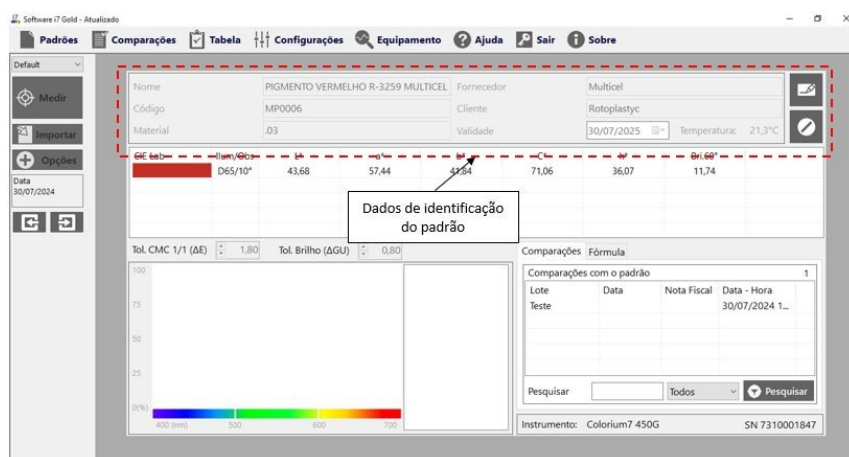 Software i7 Gold - Atualizado
Padrões Comparações Tabela Configurações Equipamento Ajuda Sair Sobre
Default
Medir
Importar
Opções
Data
30/07/2024
Nome PIGMENTO VERMELHO R-3259 MULTICEL Fornecedor Multicel
Código MP0006 Cliente Rotoplastyc
Material .03 Validade 30/07/2025 Temperatura: 21,3°C
CIE Lab Ilum/Obs L* a* b* C* h* Bri.60°
D65/10° 43,68 57,44 41,84 71,06 36,07 11,74
Dados de identificação
do padrão
Tol. CMC 1/1 (ΔE) 1,80 Tol. Brilho (ΔGU) 0,80
100
75
50
25
0(%)
400 (nm) 500 600 700
Comparações Fórmula
Comparações com o padrão 1
Lote Data Nota Fiscal Data - Hora
Teste 30/07/2024 1...
Pesquisar Todos Pesquisar
Instrumento: Colorium7 450G SN 7310001847